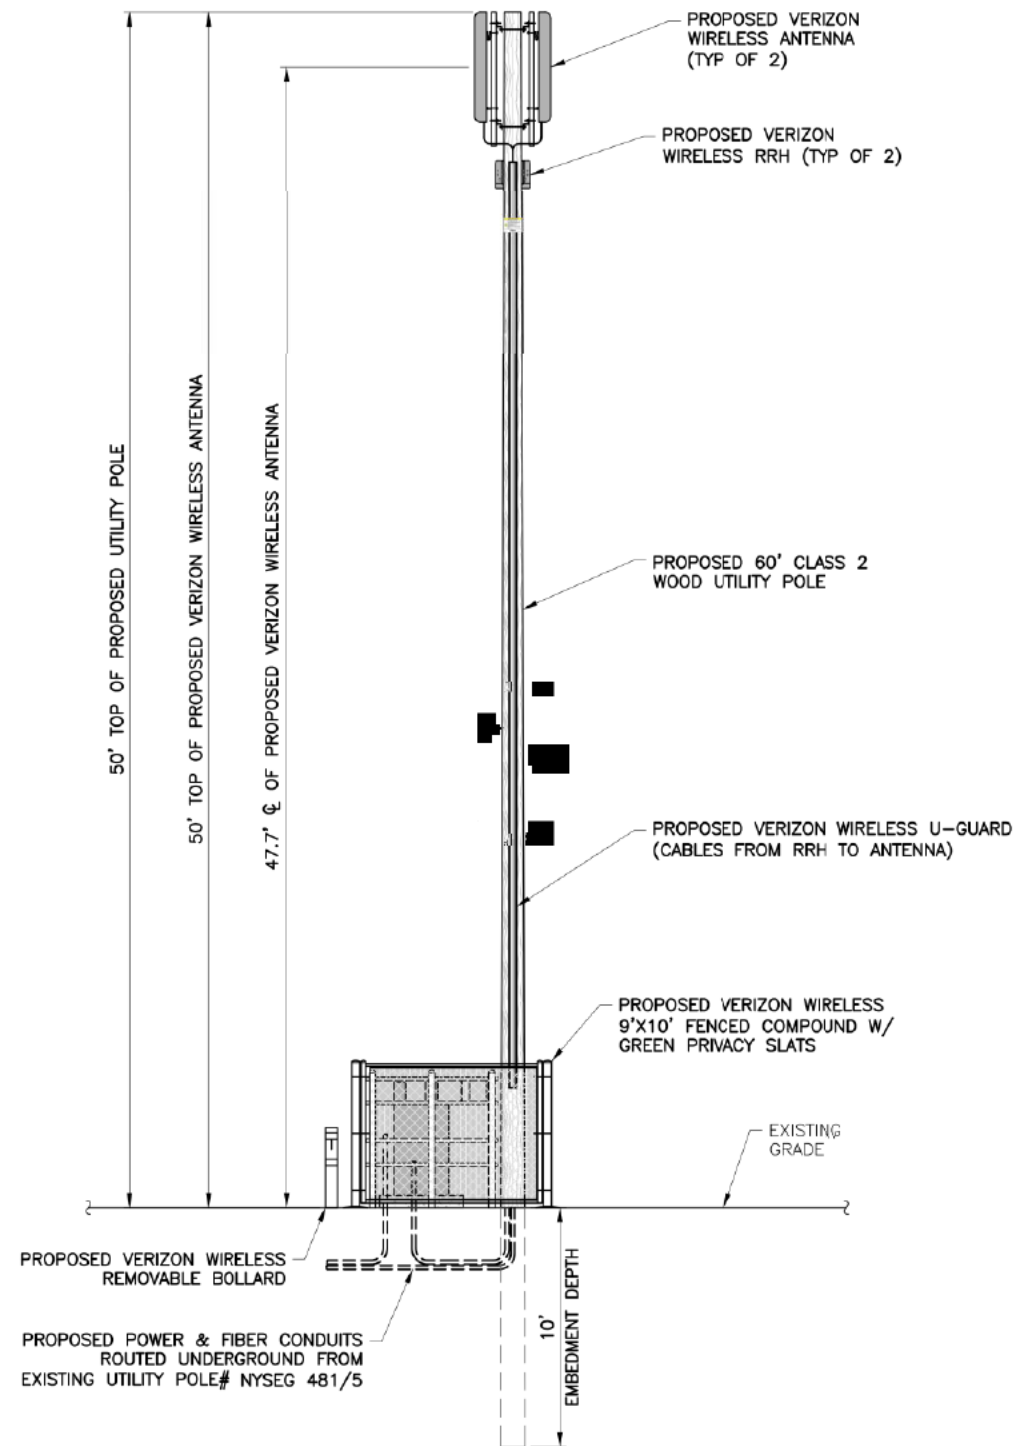 PROPOSED VERIZON
WIRELESS ANTENNA
(TYP OF 2)
PROPOSED VERIZON
WIRELESS RRH (TYP OF 2)
50' TOP OF PROPOSED UTILITY POLE
50' TOP OF PROPOSED VERIZON WIRELESS ANTENNA
47.7' ℄ OF PROPOSED VERIZON WIRELESS ANTENNA
PROPOSED 60' CLASS 2
WOOD UTILITY POLE
PROPOSED VERIZON WIRELESS U-GUARD
(CABLES FROM RRH TO ANTENNA)
PROPOSED VERIZON WIRELESS
9'X10' FENCED COMPOUND W/
GREEN PRIVACY SLATS
EXISTING
GRADE
PROPOSED VERIZON WIRELESS
REMOVABLE BOLLARD
10'
EMBEDMENT DEPTH
PROPOSED POWER & FIBER CONDUITS
ROUTED UNDERGROUND FROM
EXISTING UTILITY POLE# NYSEG 481/5